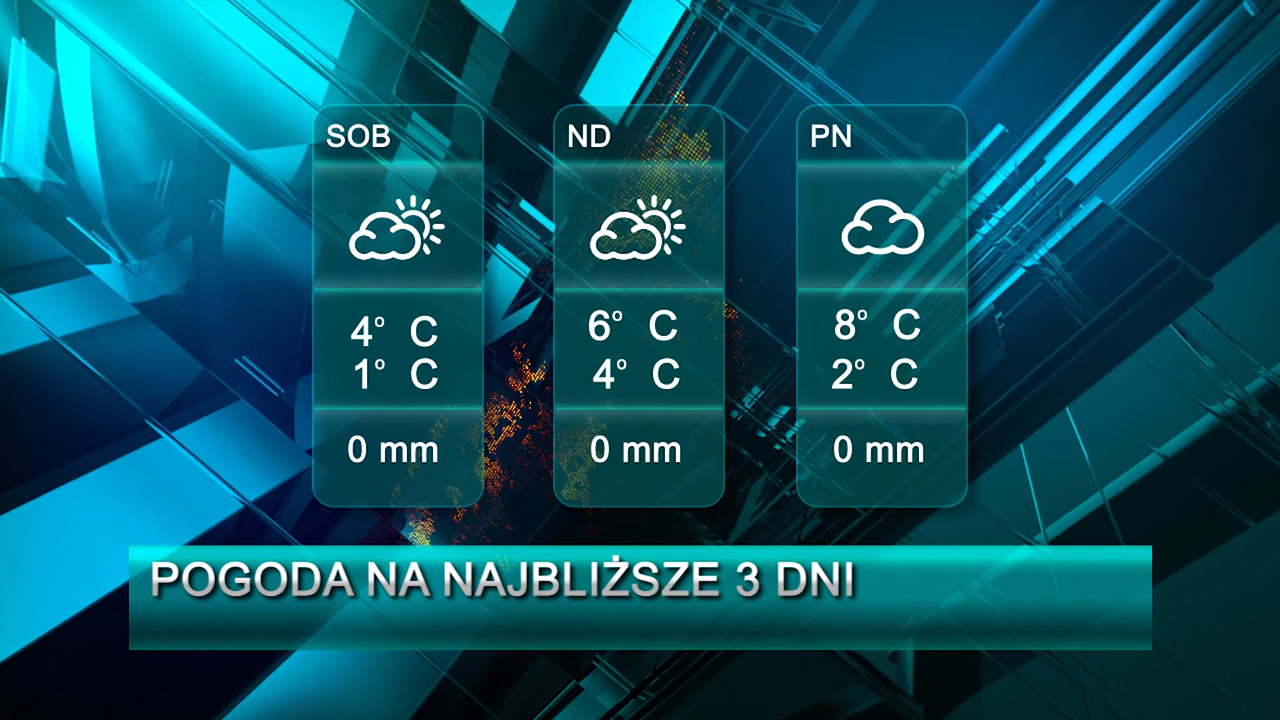 SOB
4° C
1° C
0 mm
ND
6° C
4° C
0 mm
PN
8° C
2° C
0 mm
POGODA NA NAJBLIŻSZE 3 DNI